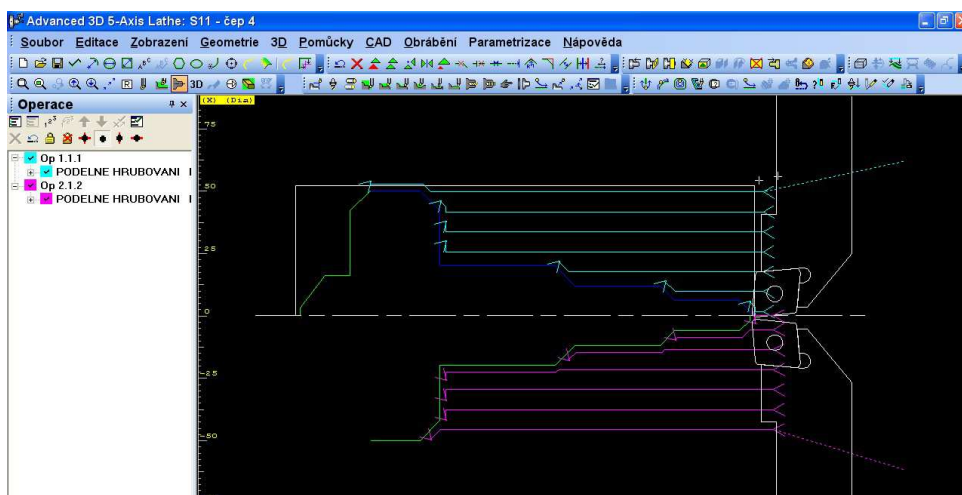 Advanced 3D 5-Axis Lathe: S11 - čep 4
Soubor Editace Zobrazení Geometrie 3D Pomůcky CAD Obrábění Parametrizace Nápověda
3D
Operace
(X) (Dia)
75
Op 1.1.1
PODELNE HRUBOVANI I
Op 2.1.2
50
PODELNE HRUBOVANI I
25
0
-25
-50